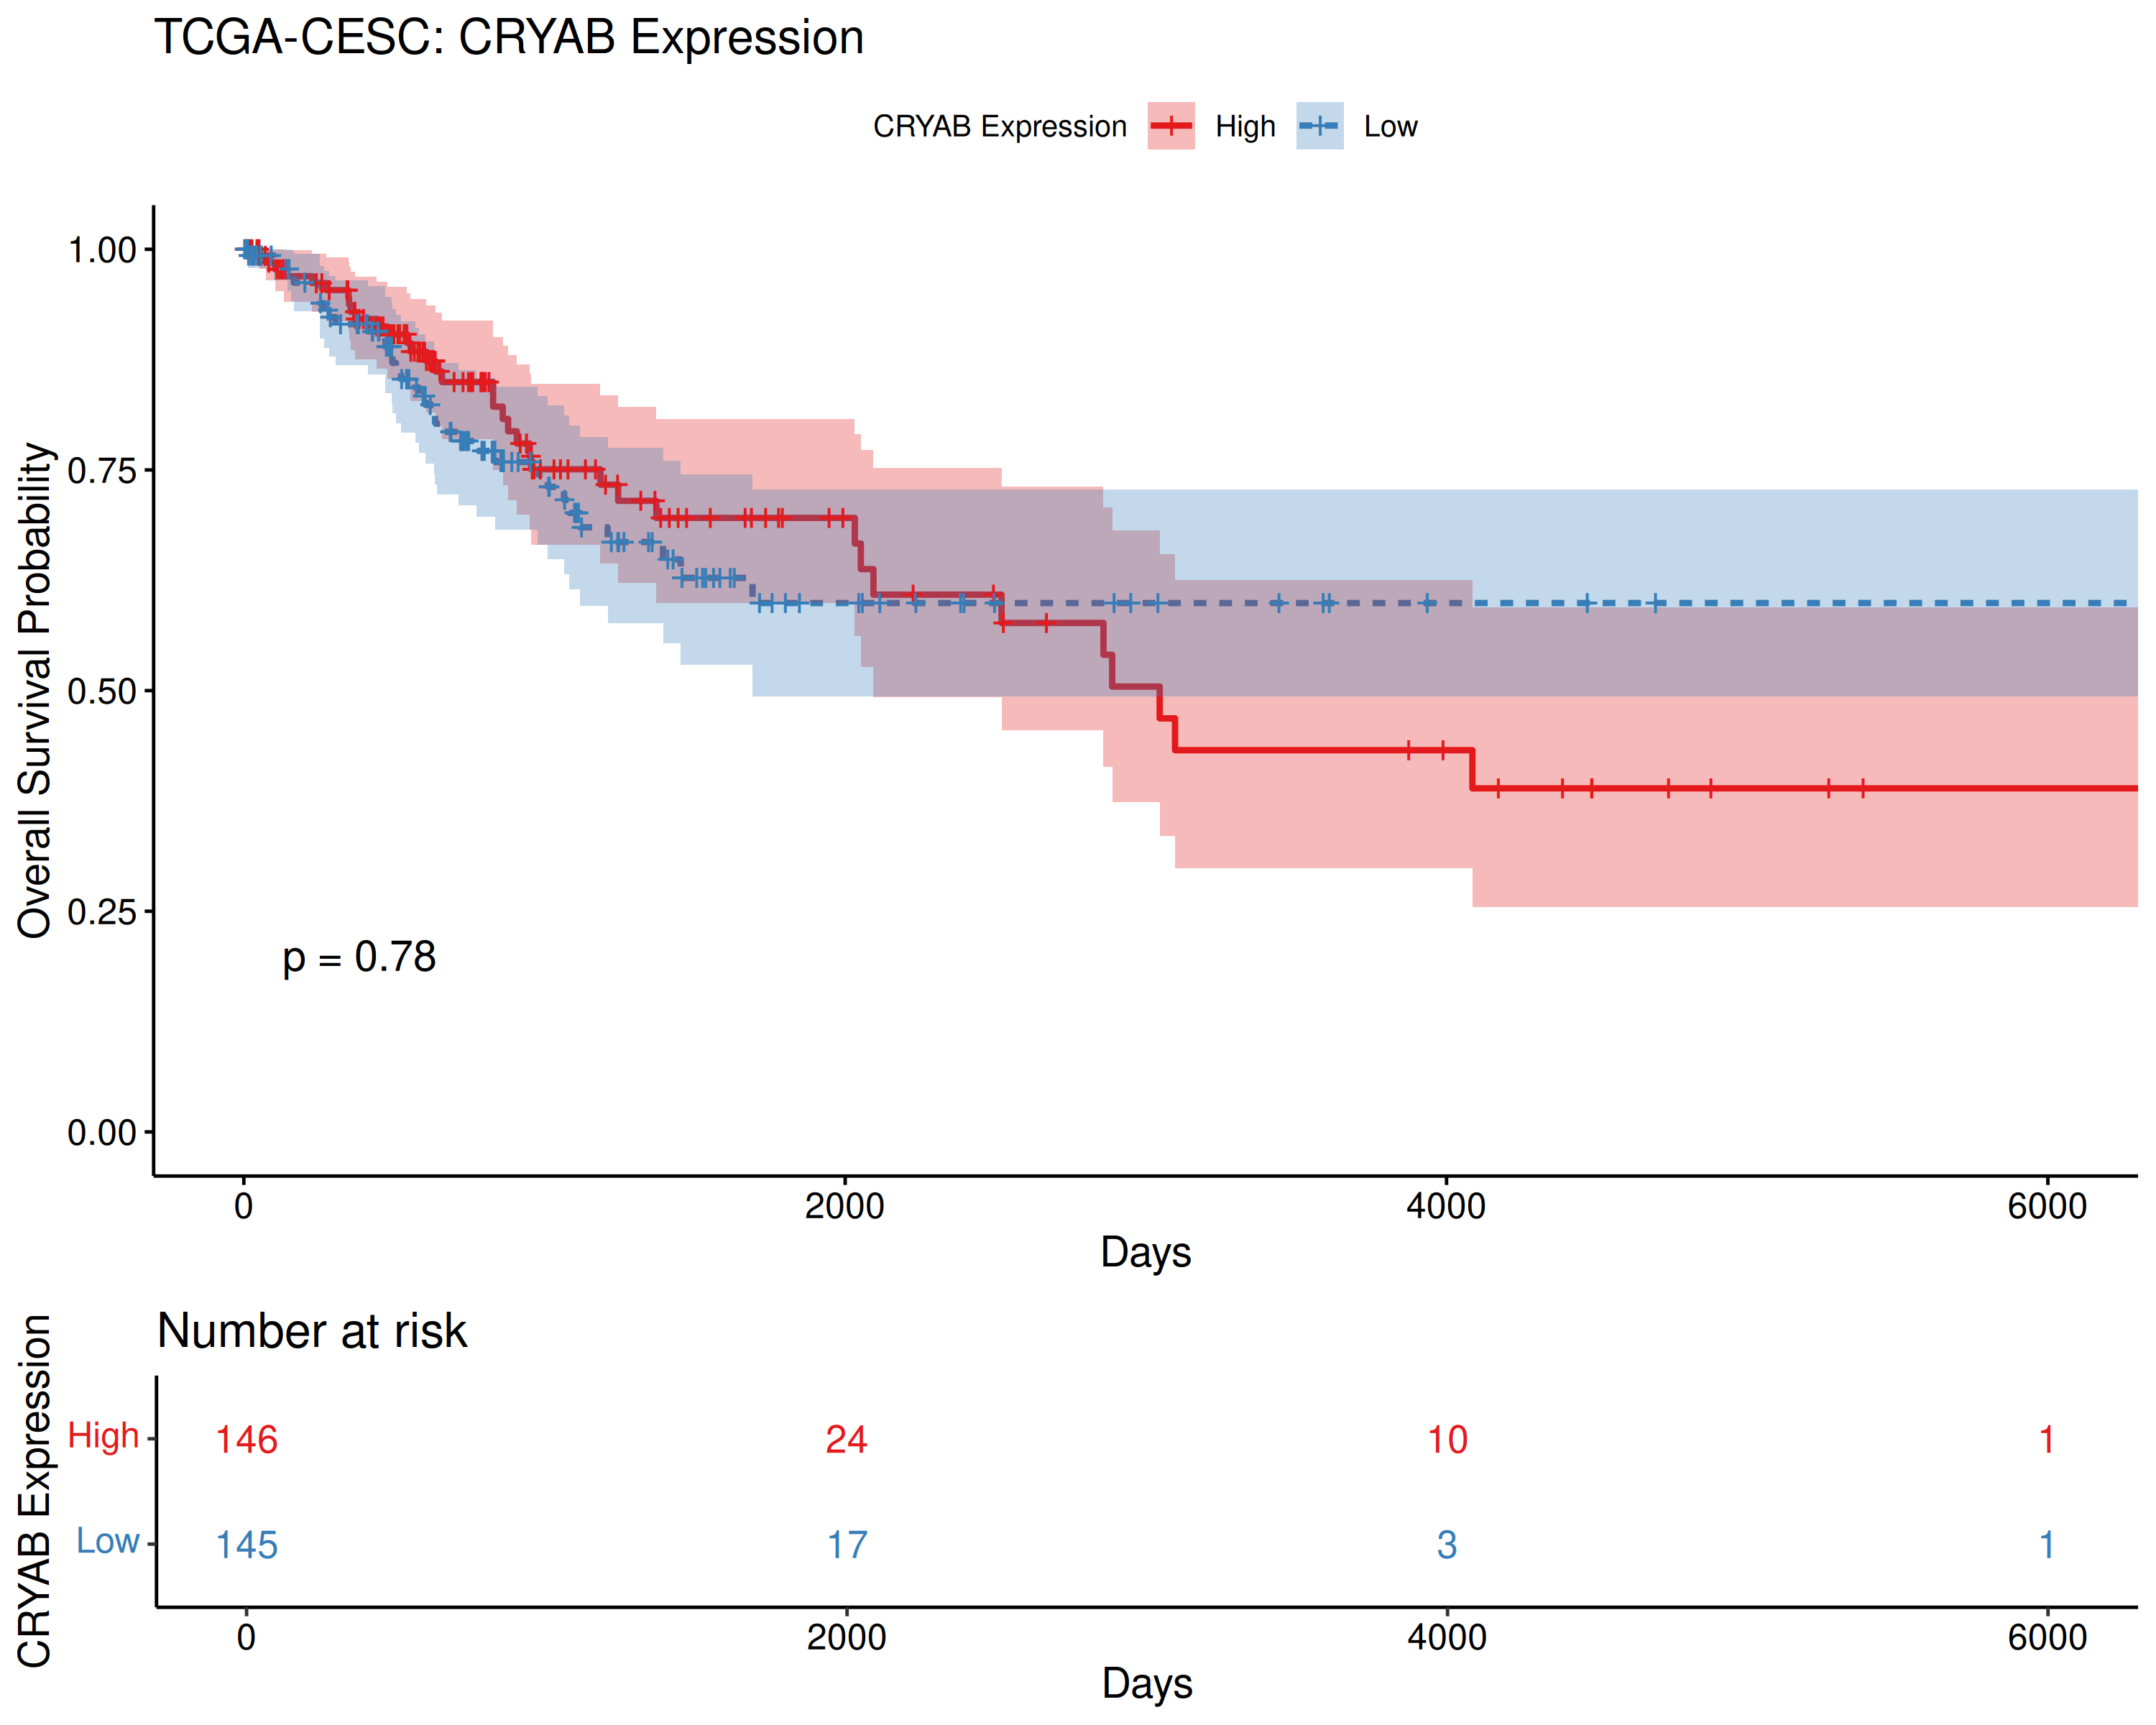 TCGA-CESC: CRYAB Expression
CRYAB Expression High Low
Overall Survival Probability
1.00
0.75
0.50
0.25
0.00
p = 0.78
0 2000 4000 6000
Days
Number at risk
CRYAB Expression
High 146 24 10 1
Low 145 17 3 1
0 2000 4000 6000
Days